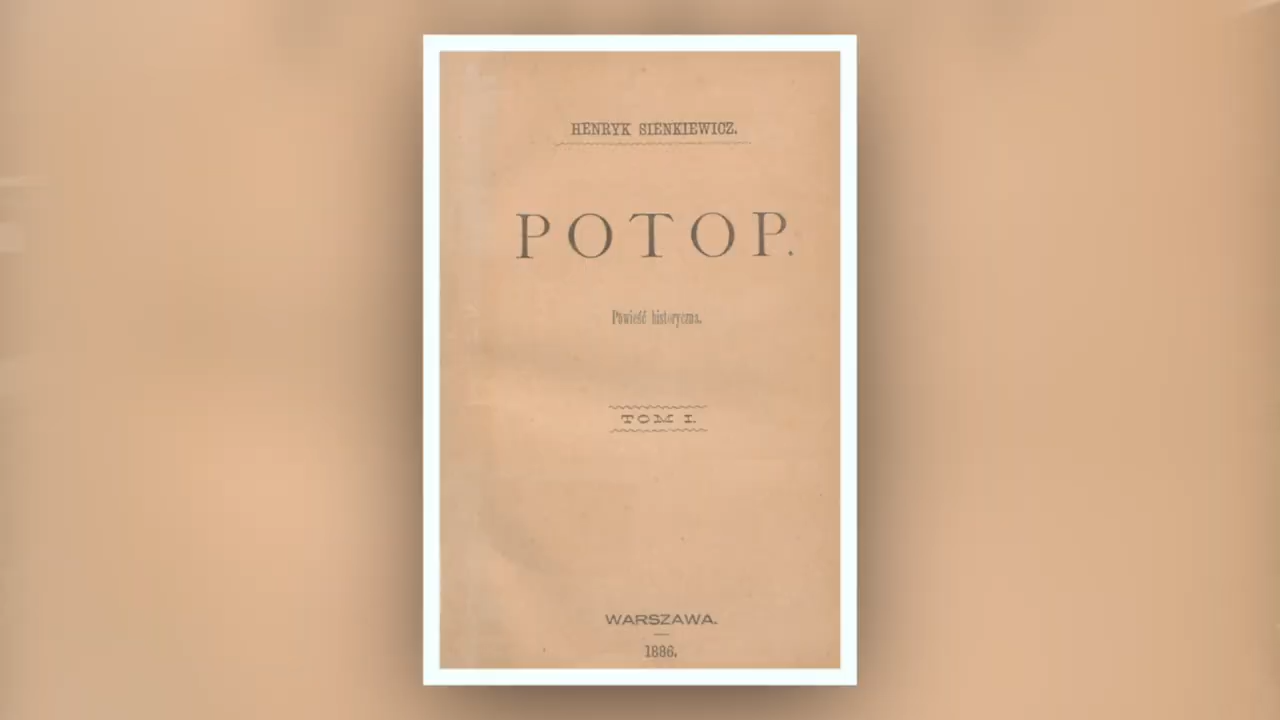 HENRYK SIENKIEWICZ.
POTOP.
Powieść historyczna.
TOM I.
WARSZAWA.
1886.